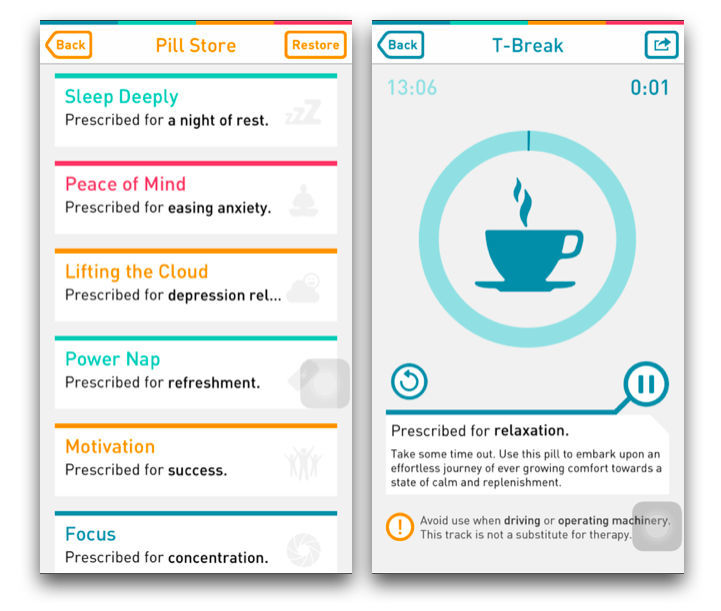 Back
Pill Store
Restore
Sleep Deeply
Prescribed for a night of rest.
zzZ
Peace of Mind
Prescribed for easing anxiety.
Lifting the Cloud
Prescribed for depression rel...
Power Nap
Prescribed for refreshment.
Motivation
Prescribed for success.
Focus
Prescribed for concentration.
Back
T-Break
13:06
0:01
Prescribed for relaxation.
Take some time out. Use this pill to embark upon an
effortless journey of ever growing comfort towards a
state of calm and replenishment.
Avoid use when driving or operating machinery.
This track is not a substitute for therapy.